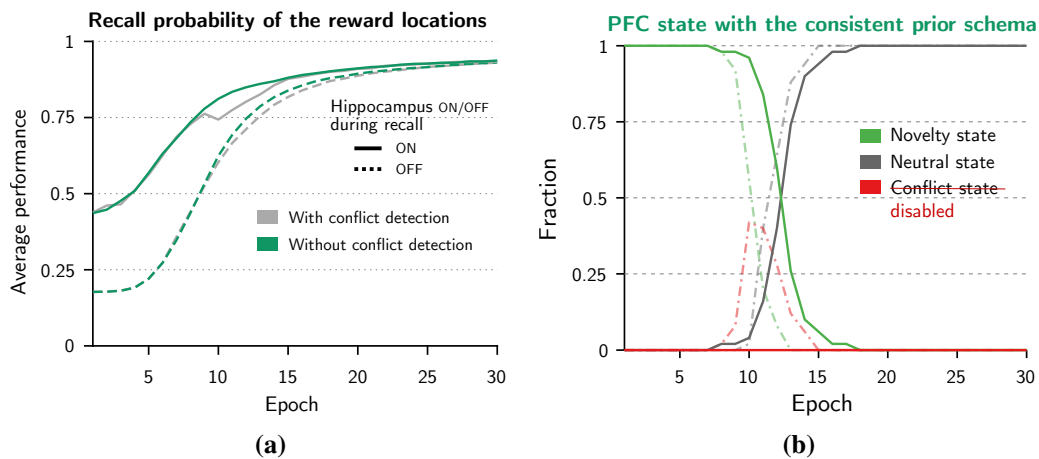 Recall probability of the reward locations
1
0.75
0.5
0.25
0
Average performance
Hippocampus ON/OFF
during recall
ON
OFF
With conflict detection
Without conflict detection
5
10
15
20
25
30
Epoch
(a)
PFC state with the consistent prior schema
1
0.75
0.5
0.25
0
Fraction
Novelty state
Neutral state
Conflict state
disabled
5
10
15
20
25
30
Epoch
(b)